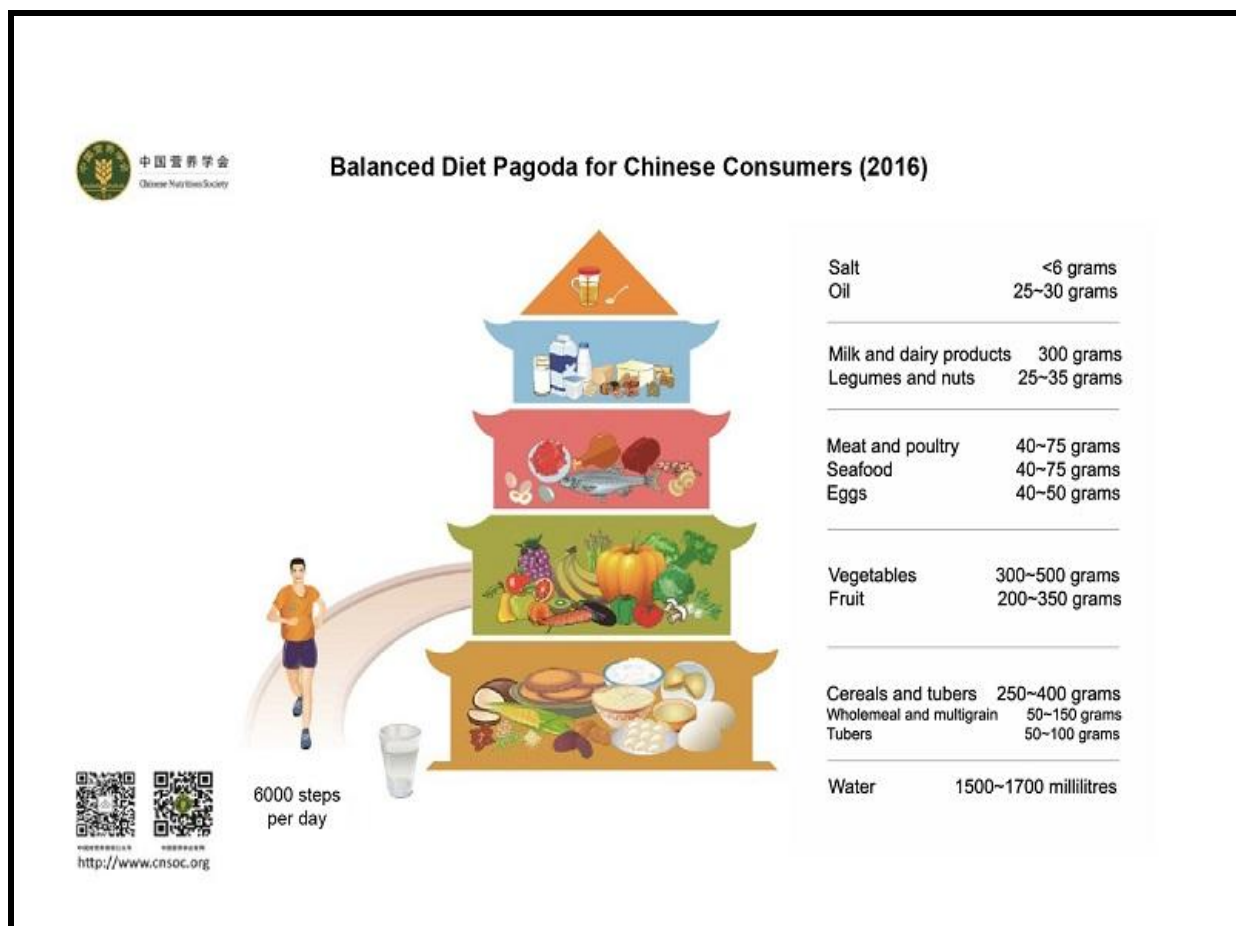 中国营养学会
Chinese Nutrition Society
Balanced Diet Pagoda for Chinese Consumers (2016)
Salt <6 grams
Oil 25~30 grams
Milk and dairy products 300 grams
Legumes and nuts 25~35 grams
Meat and poultry 40~75 grams
Seafood 40~75 grams
Eggs 40~50 grams
Vegetables 300~500 grams
Fruit 200~350 grams
Cereals and tubers 250~400 grams
Wholemeal and multigrain 50~150 grams
Tubers 50~100 grams
Water 1500~1700 millilitres
6000 steps
per day
http://www.cnsoc.org